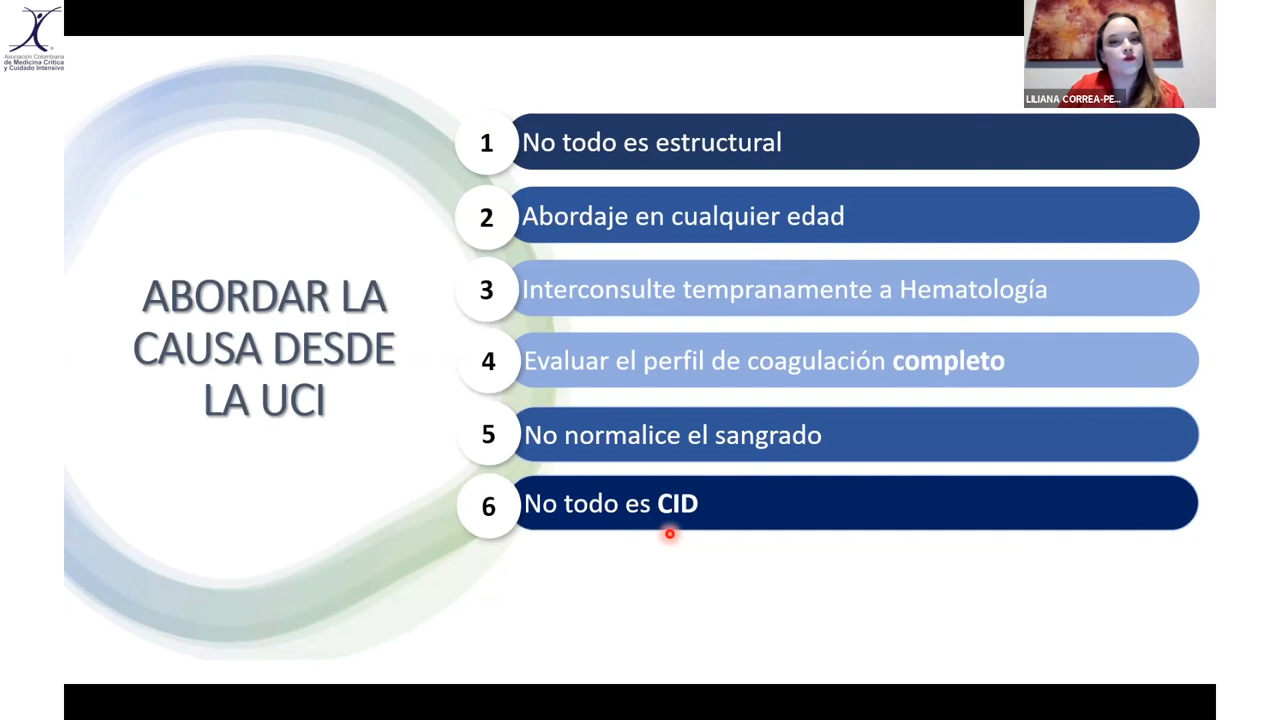 Asociación Colombiana
de Medicina Crítica
y Cuidado Intensivo
LILIANA CORREA-PE...
ABORDAR LA
CAUSA DESDE
LA UCI
1 No todo es estructural
2 Abordaje en cualquier edad
3 Interconsulte tempranamente a Hematología
4 Evaluar el perfil de coagulación completo
5 No normalice el sangrado
6 No todo es CID